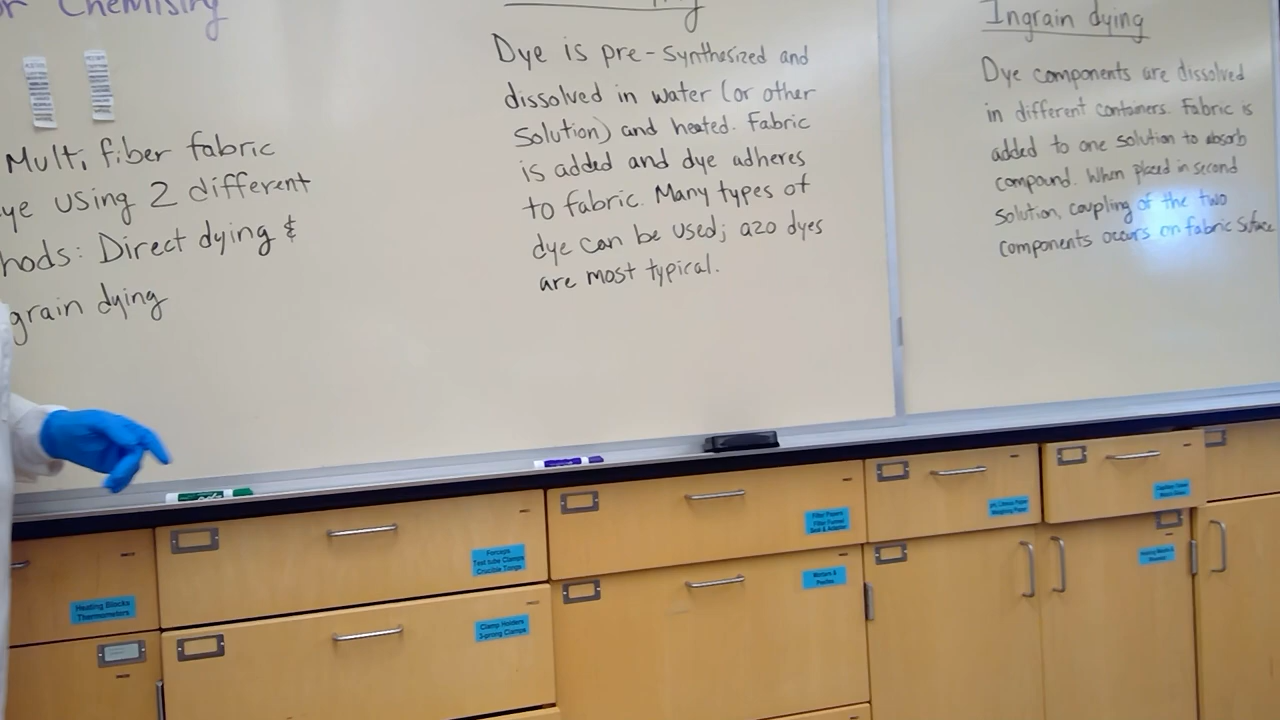 Chemistry
Multi fiber fabric
ye using 2 different
hods: Direct dying &
grain dying
Dye is pre-synthesized and
dissolved in water (or other
solution) and heated. Fabric
is added and dye adheres
to fabric. Many types of
dye can be used; azo dyes
are most typical.
Ingrain dying
Dye components are dissolved
in different containers. Fabric is
added to one solution to absorb
compound. When placed in second
solution, coupling of the two
components occurs on fabric
Heating Blocks
Thermometers
Forceps
Test tube Clamps
Crucible Tongs
Clamp Holders
3-prong Clamps
Filter Papers
Filter Funnel
Mortars &
Pestles
Weighing Paper